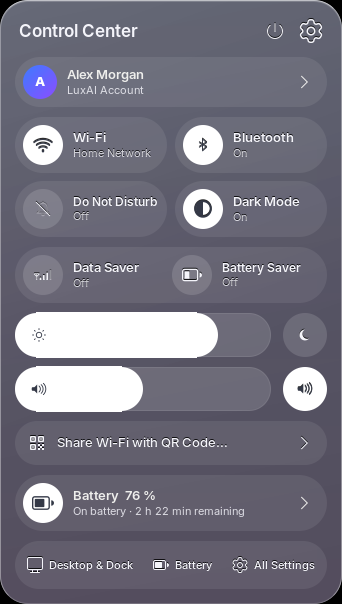 Control Center
A
Alex Morgan
LuxAI Account
Wi-Fi
Home Network
Bluetooth
On
Do Not Disturb
Off
Dark Mode
On
Data Saver
Off
Battery Saver
Off
Share Wi-Fi with QR Code...
Battery 76 %
On battery · 2 h 22 min remaining
Desktop & Dock
Battery
All Settings